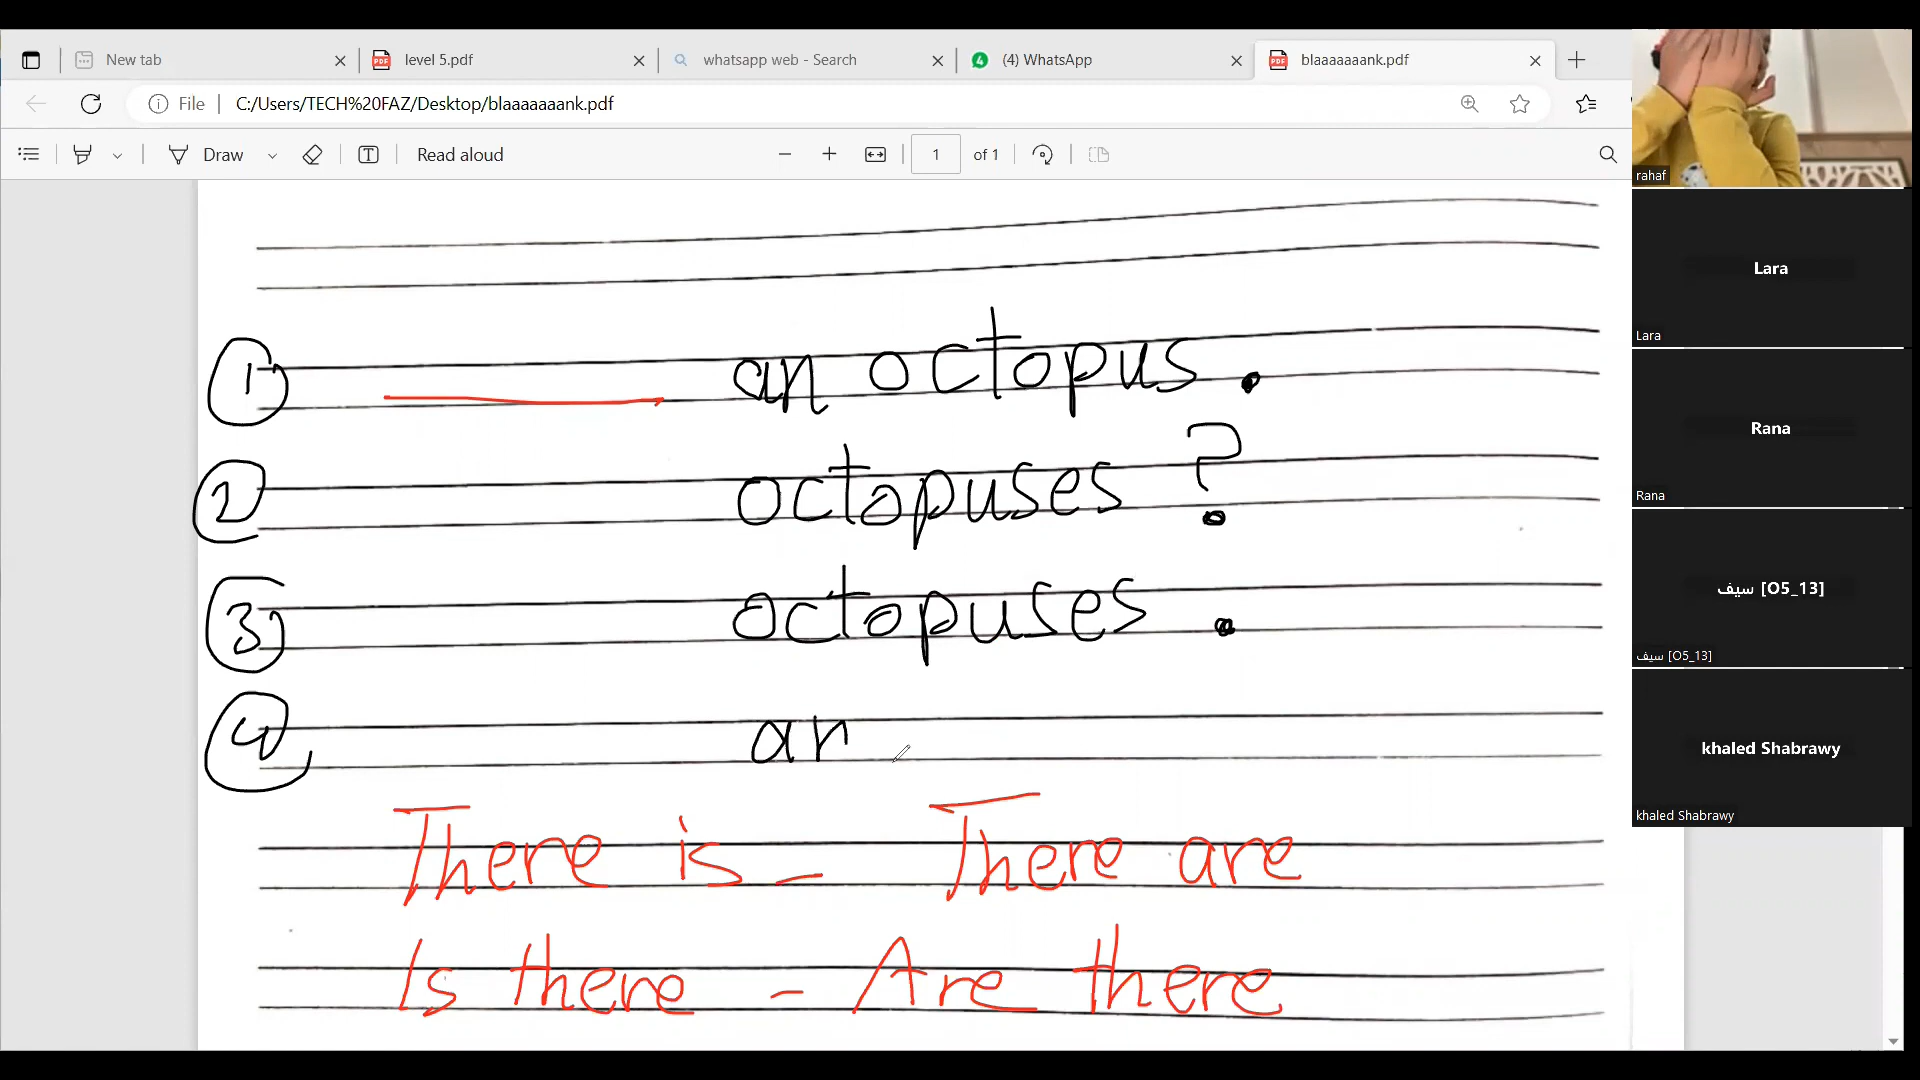 New tab
level 5.pdf
whatsapp web - Search
(4) WhatsApp
blaaaaaaank.pdf
File
C:/Users/TECH%20FAZ/Desktop/blaaaaaaank.pdf
Draw
Read aloud
1 of 1
rahaf
Lara
Lara
Rana
Rana
سيف [O5_13]
سيف [O5_13]
khaled Shabrawy
khaled Shabrawy
1 an octopus.
2 octopuses ?
3 octopuses .
4 an
There is - There are
Is there - Are there